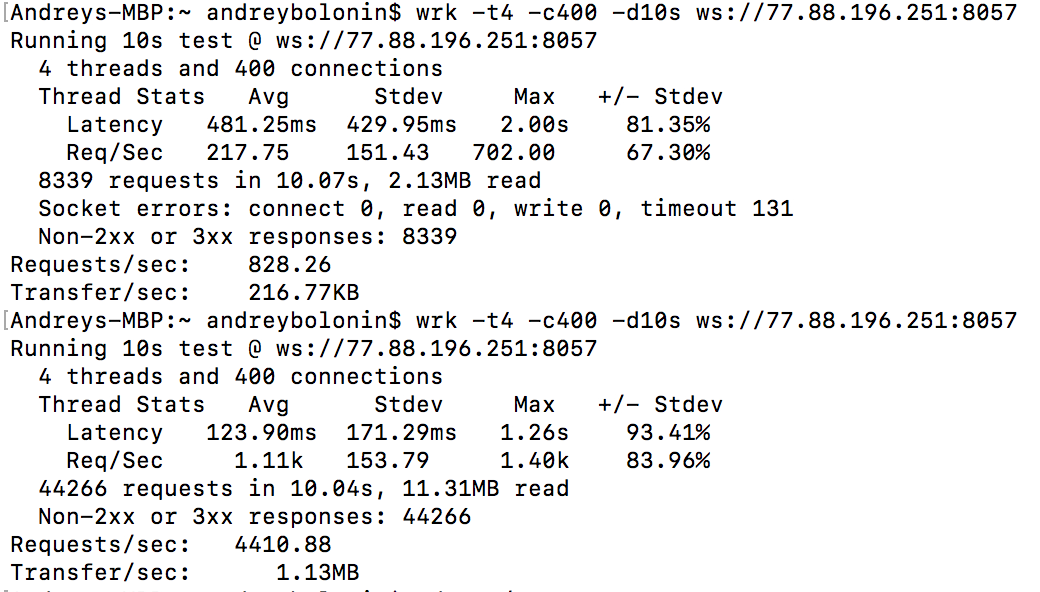 [Andreys-MBP:~ andreybolonin$ wrk -t4 -c400 -d10s ws://77.88.196.251:8057
Running 10s test @ ws://77.88.196.251:8057
4 threads and 400 connections
Thread Stats Avg Stdev Max +/- Stdev
Latency 481.25ms 429.95ms 2.00s 81.35%
Req/Sec 217.75 151.43 702.00 67.30%
8339 requests in 10.07s, 2.13MB read
Socket errors: connect 0, read 0, write 0, timeout 131
Non-2xx or 3xx responses: 8339
Requests/sec: 828.26
Transfer/sec: 216.77KB
[Andreys-MBP:~ andreybolonin$ wrk -t4 -c400 -d10s ws://77.88.196.251:8057
Running 10s test @ ws://77.88.196.251:8057
4 threads and 400 connections
Thread Stats Avg Stdev Max +/- Stdev
Latency 123.90ms 171.29ms 1.26s 93.41%
Req/Sec 1.11k 153.79 1.40k 83.96%
44266 requests in 10.04s, 11.31MB read
Non-2xx or 3xx responses: 44266
Requests/sec: 4410.88
Transfer/sec: 1.13MB